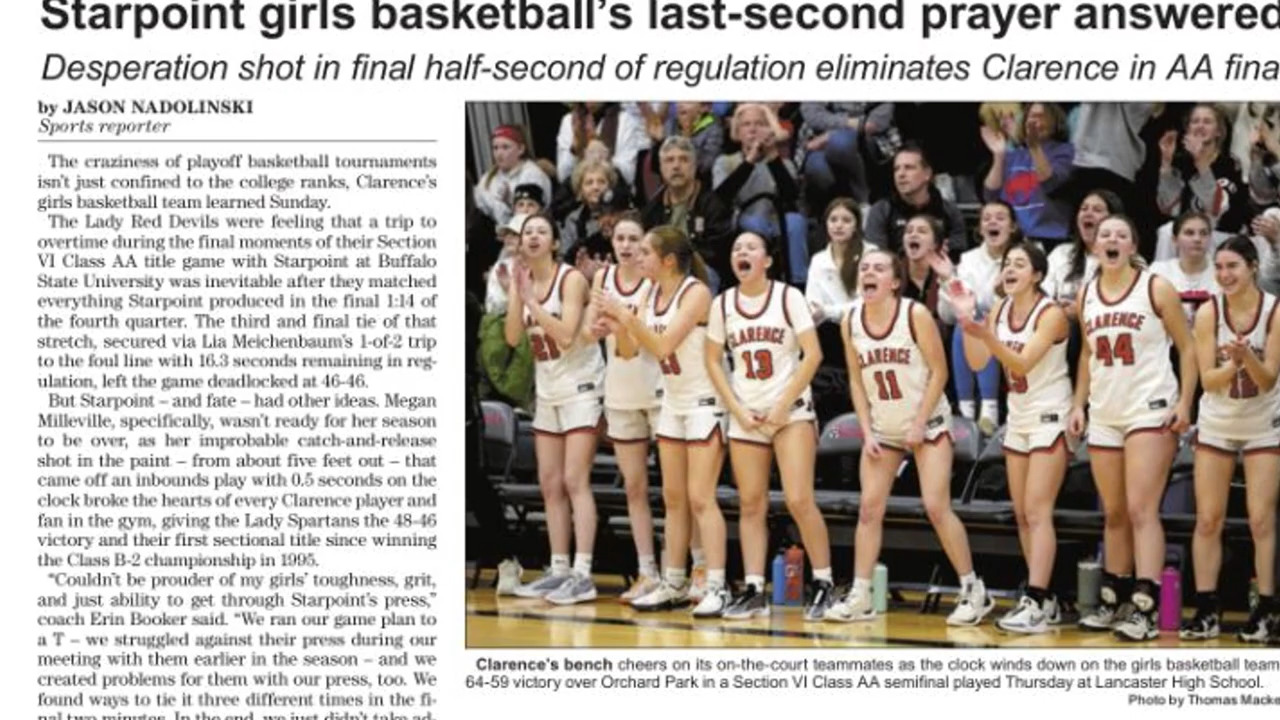 Starpoint girls basketball's last-second prayer answered
Desperation shot in final half-second of regulation eliminates Clarence in AA fina
by JASON NADOLINSKI
Sports reporter
The craziness of playoff basketball tournaments
isn't just confined to the college ranks, Clarence's
girls basketball team learned Sunday.
The Lady Red Devils were feeling that a trip to
overtime during the final moments of their Section
VI Class AA title game with Starpoint at Buffalo
State University was inevitable after they matched
everything Starpoint produced in the final 1:14 of
the fourth quarter. The third and final tie of that
stretch, secured via Lia Meichenbaum's 1-of-2 trip
to the foul line with 16.3 seconds remaining in reg-
ulation, left the game deadlocked at 46-46.
But Starpoint – and fate – had other ideas. Megan
Milleville, specifically, wasn't ready for her season
to be over, as her improbable catch-and-release
shot in the paint – from about five feet out – that
came off an inbounds play with 0.5 seconds on the
clock broke the hearts of every Clarence player and
fan in the gym, giving the Lady Spartans the 48-46
victory and their first sectional title since winning
the Class B-2 championship in 1995.
"Couldn't be prouder of my girls' toughness, grit,
and just ability to get through Starpoint's press,"
coach Erin Booker said. "We ran our game plan to
a T – we struggled against their press during our
meeting with them earlier in the season – and we
created problems for them with our press, too. We
found ways to tie it three different times in the fi-
nal two minutes. In the end, we just didn't take ad-
21
CLARENCE
13
CLARENCE
11
CLARENCE
44
Clarence's bench cheers on its on-the-court teammates as the clock winds down on the girls basketball team
64-59 victory over Orchard Park in a Section VI Class AA semifinal played Thursday at Lancaster High School.
Photo by Thomas Macke